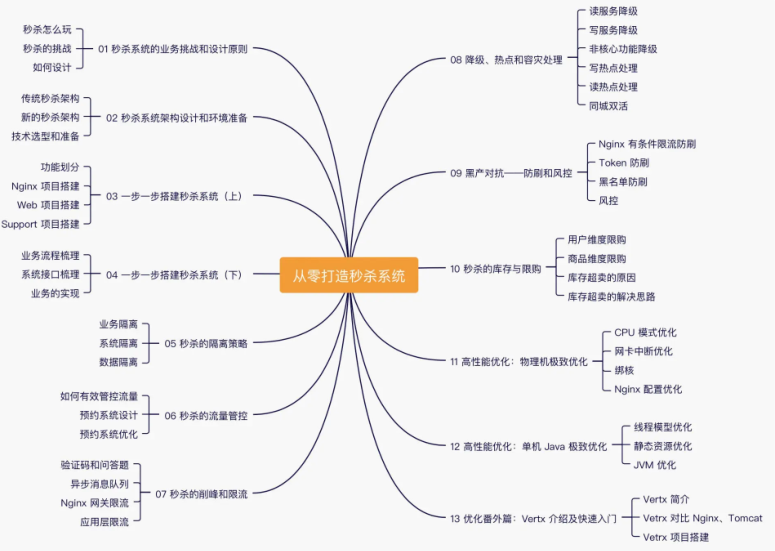 从零打造秒杀系统
01 秒杀系统的业务挑战和设计原则
秒杀怎么玩
秒杀的挑战
如何设计
02 秒杀系统架构设计和环境准备
传统秒杀架构
新的秒杀架构
技术选型和准备
03 一步一步搭建秒杀系统（上）
功能划分
Nginx 项目搭建
Web 项目搭建
Support 项目搭建
04 一步一步搭建秒杀系统（下）
业务流程梳理
系统接口梳理
业务的实现
05 秒杀的隔离策略
业务隔离
系统隔离
数据隔离
06 秒杀的流量管控
如何有效管控流量
预约系统设计
预约系统优化
07 秒杀的削峰和限流
验证码和问答题
异步消息队列
Nginx 网关限流
应用层限流
08 降级、热点和容灾处理
读服务降级
写服务降级
非核心功能降级
写热点处理
读热点处理
同城双活
09 黑产对抗——防刷和风控
Nginx 有条件限流防刷
Token 防刷
黑名单防刷
风控
10 秒杀的库存与限购
用户维度限购
商品维度限购
库存超卖的原因
库存超卖的解决思路
11 高性能优化：物理机极致优化
CPU 模式优化
网卡中断优化
绑核
Nginx 配置优化
12 高性能优化：单机 Java 极致优化
线程模型优化
静态资源优化
JVM 优化
13 优化番外篇：Vertx 介绍及快速入门
Vertx 简介
Vetrx 对比 Nginx、Tomcat
Vetrx 项目搭建